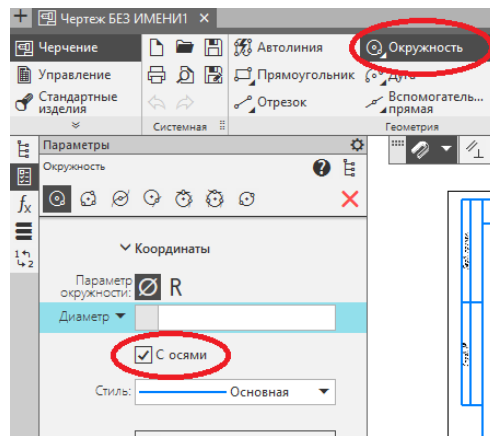 Чертеж БЕЗ ИМЕНИ1
Черчение
Автолиния
Окружность
Управление
Прямоугольник
Стандартные
изделия
Отрезок
Вспомогатель...
прямая
Системная
Геометрия
Параметры
Окружность
Координаты
Параметр
окружности:
R
Диаметр
С осями
Стиль:
Основная